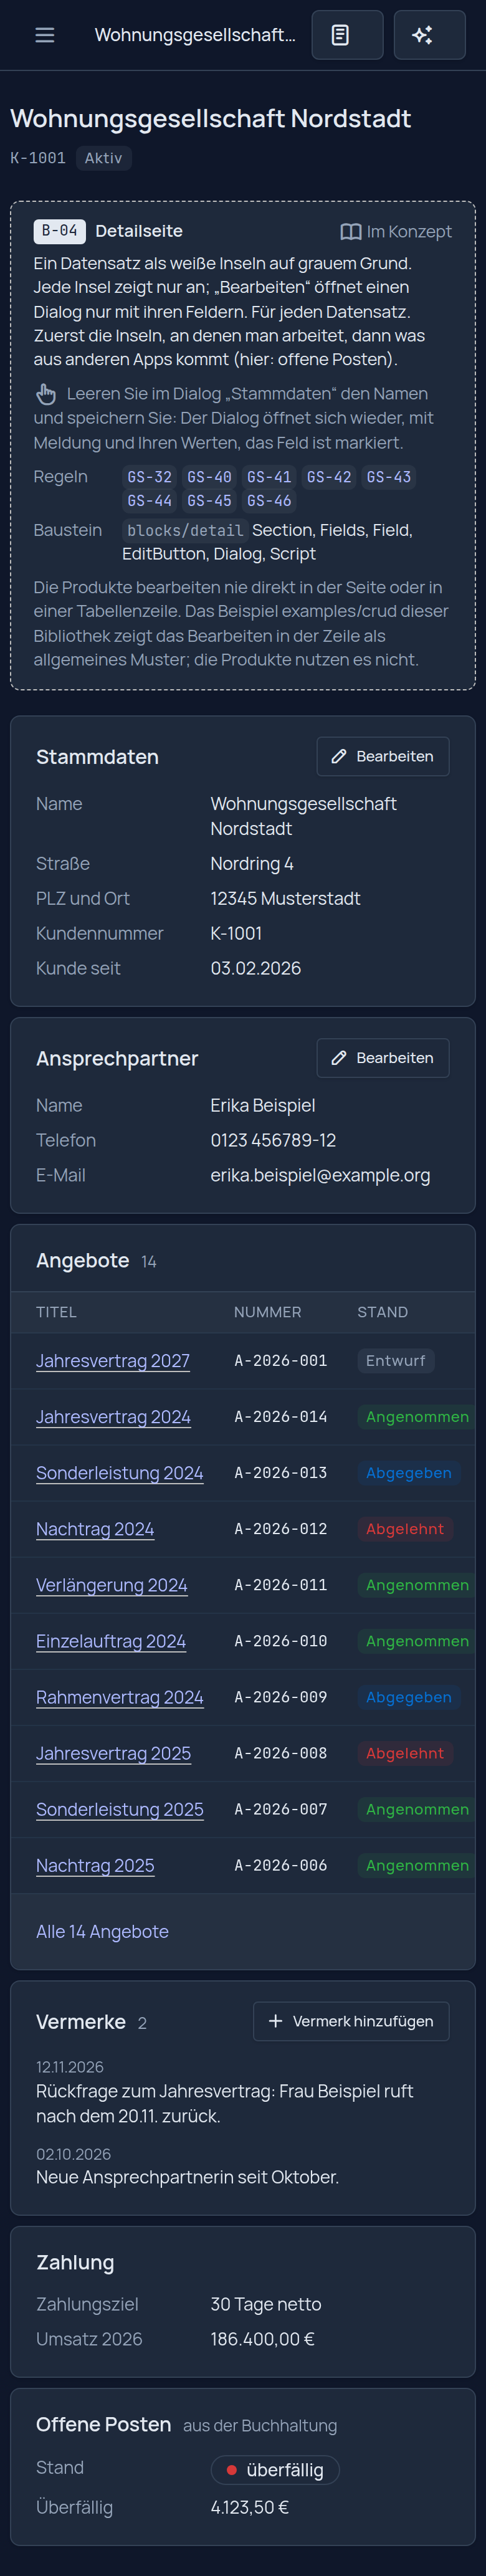 Wohnungsgesellschaft…
Wohnungsgesellschaft Nordstadt
K-1001 Aktiv
B-04 Detailseite Im Konzept
Ein Datensatz als weiße Inseln auf grauem Grund.
Jede Insel zeigt nur an; „Bearbeiten“ öffnet einen
Dialog nur mit ihren Feldern. Für jeden Datensatz.
Zuerst die Inseln, an denen man arbeitet, dann was
aus anderen Apps kommt (hier: offene Posten).
Leeren Sie im Dialog „Stammdaten“ den Namen
und speichern Sie: Der Dialog öffnet sich wieder, mit
Meldung und Ihren Werten, das Feld ist markiert.
Regeln GS-32 GS-40 GS-41 GS-42 GS-43
GS-44 GS-45 GS-46
Baustein blocks/detail Section, Fields, Field,
EditButton, Dialog, Script
Die Produkte bearbeiten nie direkt in der Seite oder in
einer Tabellenzeile. Das Beispiel examples/crud dieser
Bibliothek zeigt das Bearbeiten in der Zeile als
allgemeines Muster; die Produkte nutzen es nicht.
Stammdaten Bearbeiten
Name Wohnungsgesellschaft
Nordstadt
Straße Nordring 4
PLZ und Ort 12345 Musterstadt
Kundennummer K-1001
Kunde seit 03.02.2026
Ansprechpartner Bearbeiten
Name Erika Beispiel
Telefon 0123 456789-12
E-Mail erika.beispiel@example.org
Angebote 14
TITEL NUMMER STAND
Jahresvertrag 2027 A-2026-001 Entwurf
Jahresvertrag 2024 A-2026-014 Angenommen
Sonderleistung 2024 A-2026-013 Abgegeben
Nachtrag 2024 A-2026-012 Abgelehnt
Verlängerung 2024 A-2026-011 Angenommen
Einzelauftrag 2024 A-2026-010 Angenommen
Rahmenvertrag 2024 A-2026-009 Abgegeben
Jahresvertrag 2025 A-2026-008 Abgelehnt
Sonderleistung 2025 A-2026-007 Angenommen
Nachtrag 2025 A-2026-006 Angenommen
Alle 14 Angebote
Vermerke 2 Vermerk hinzufügen
12.11.2026
Rückfrage zum Jahresvertrag: Frau Beispiel ruft
nach dem 20.11. zurück.
02.10.2026
Neue Ansprechpartnerin seit Oktober.
Zahlung
Zahlungsziel 30 Tage netto
Umsatz 2026 186.400,00 €
Offene Posten aus der Buchhaltung
Stand überfällig
Überfällig 4.123,50 €